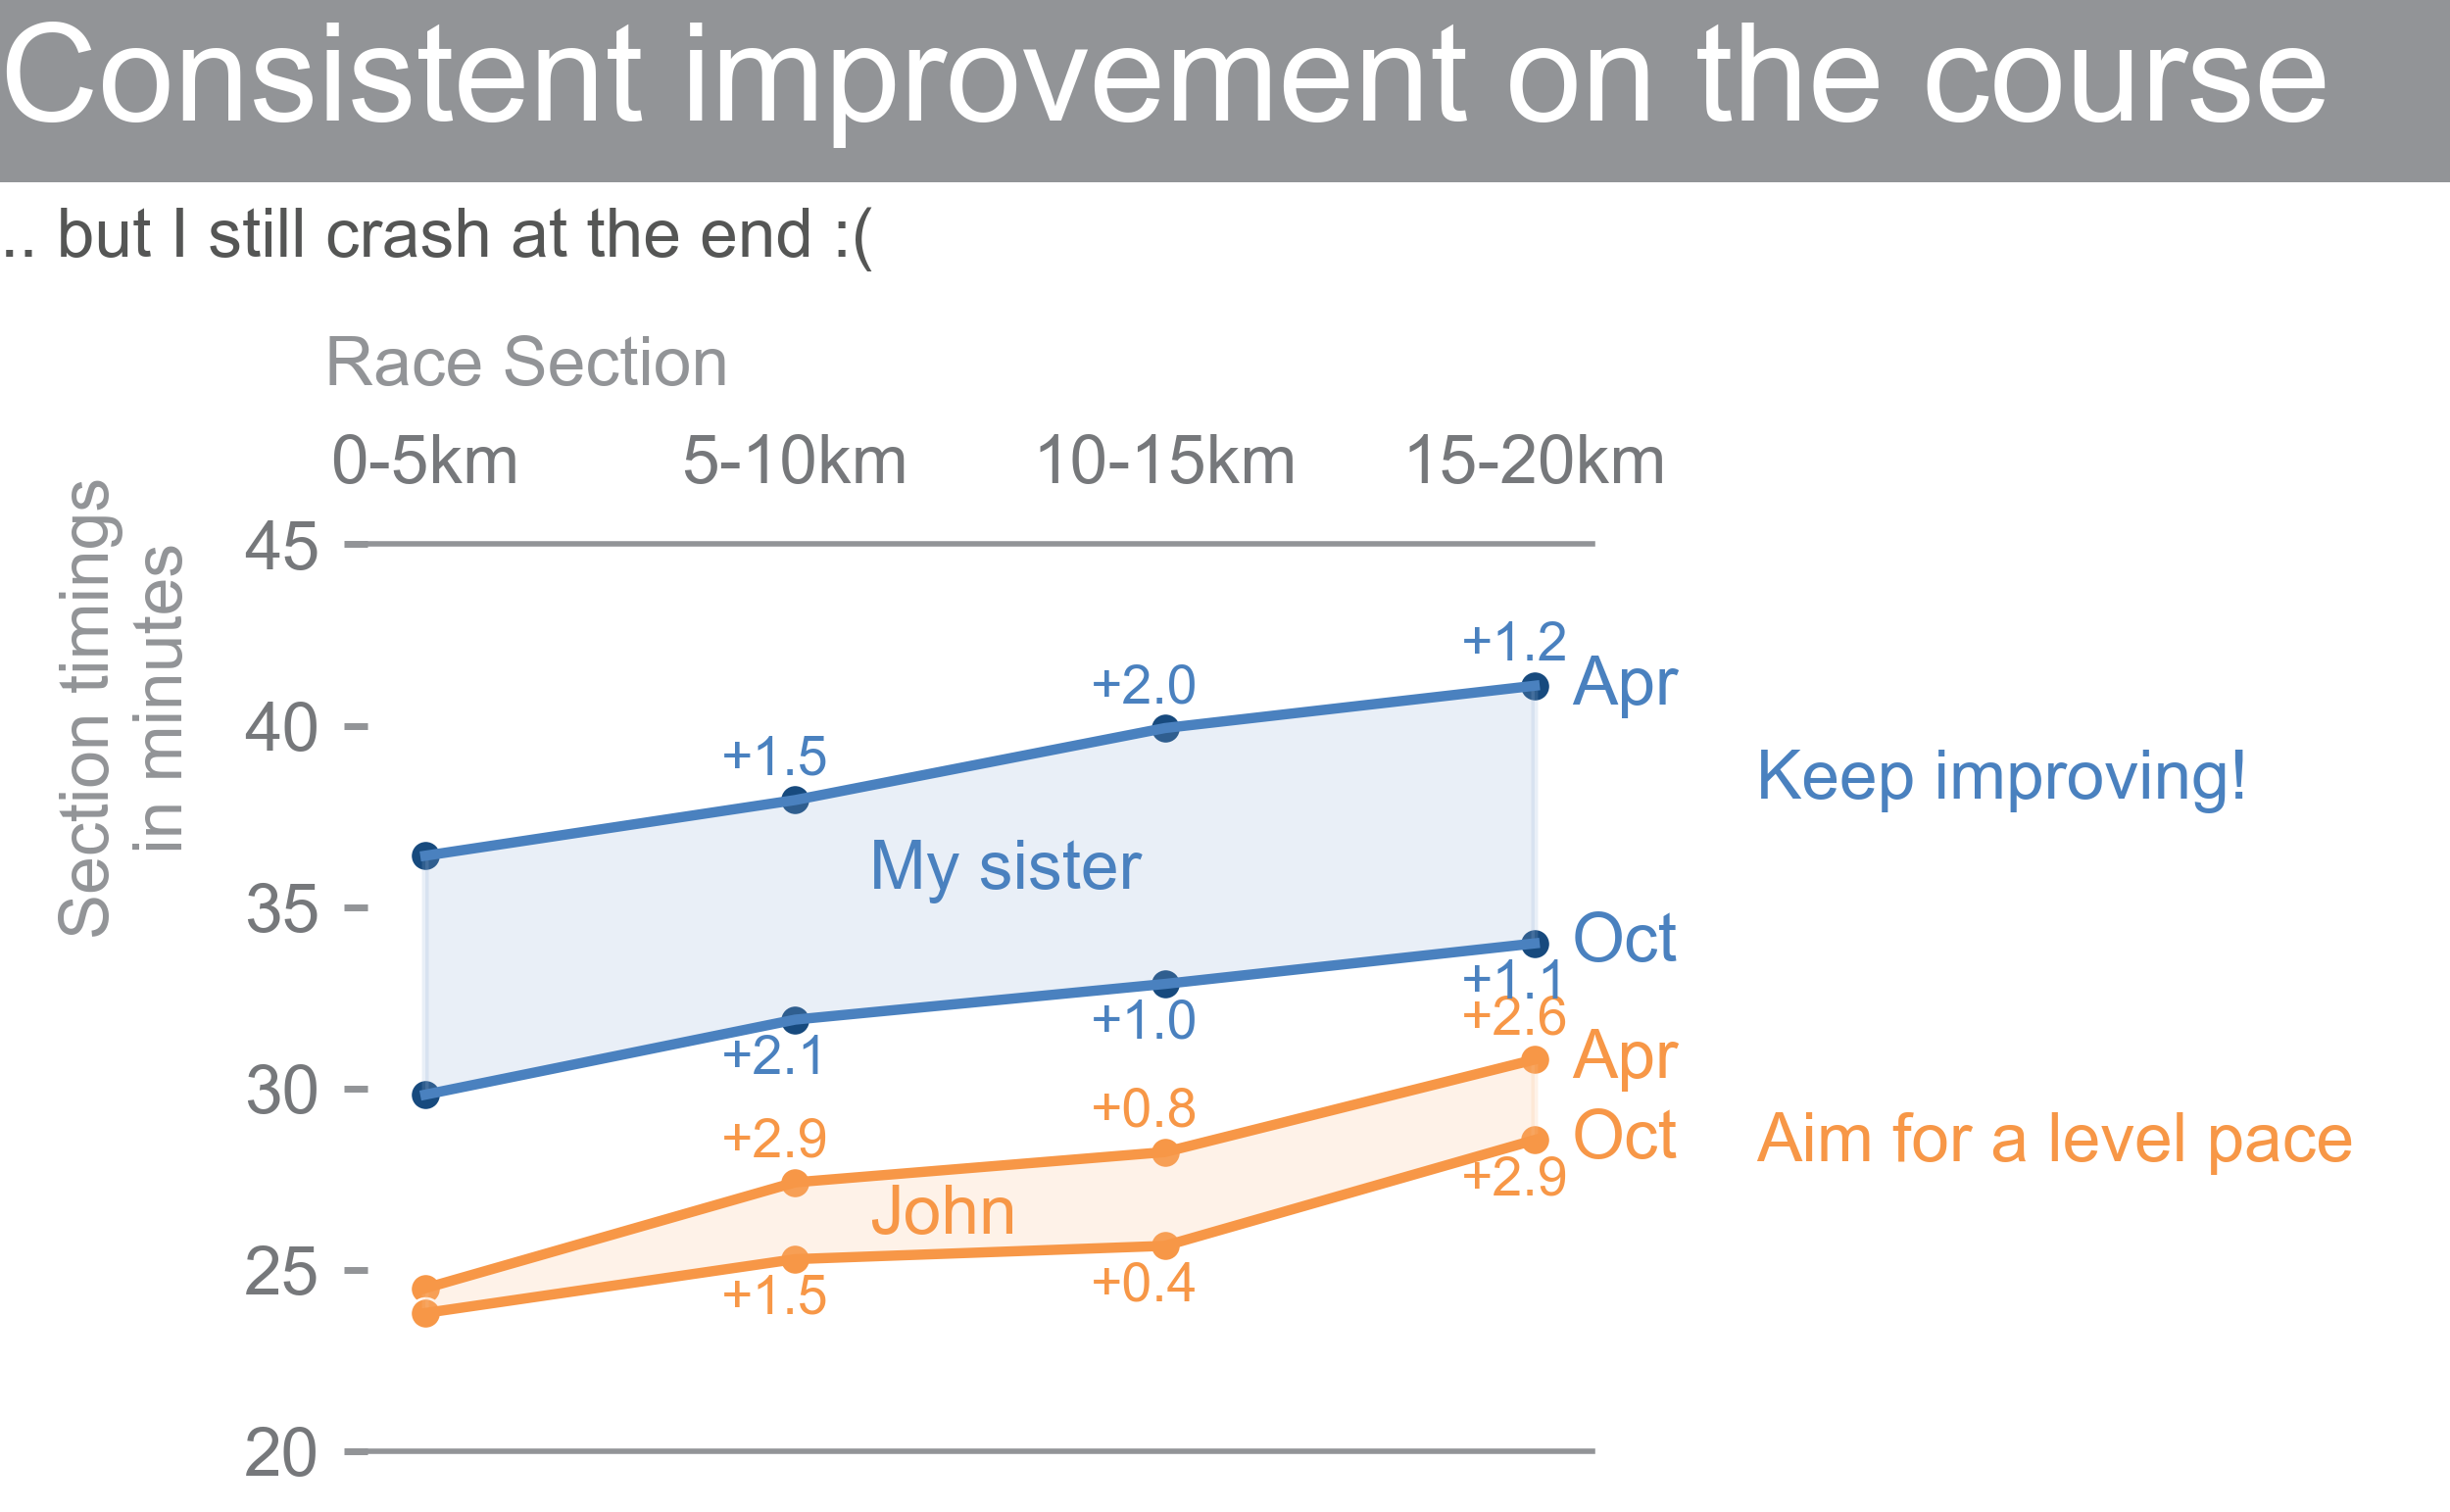 Consistent improvement on the course
.. but I still crash at the end :(
Race Section
0-5km 5-10km 10-15km 15-20km
Section timings
in minutes
45
40
35
30
25
20
+1.5 +2.0 +1.2
Apr
Keep improving!
My sister
Oct
+2.1 +1.0 +1.1
+2.9 +0.8 +2.6
Apr
John
Oct
Aim for a level pace
+1.5 +0.4 +2.9